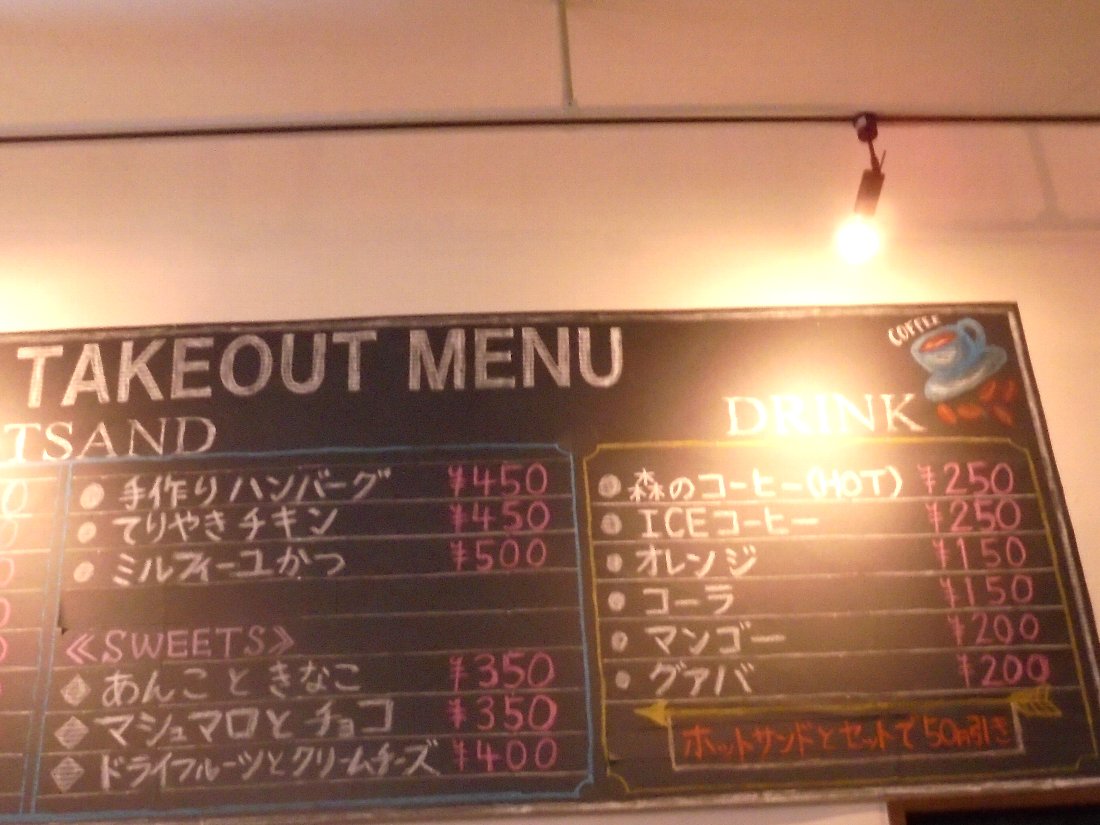 TAKEOUT MENU
COFFEE
TSAND
DRINK
手作りハンバーグ ¥450
てりやきチキン ¥450
ミルフィーユかつ ¥500
≪SWEETS≫
あんこときなこ ¥350
マシュマロとチョコ ¥350
ドライフルーツとクリームチーズ ¥400
森のコーヒー(HOT) ¥250
ICEコーヒー ¥250
オレンジ ¥150
コーラ ¥150
マンゴー ¥200
グァバ ¥200
ホットサンドとセットで50円引き